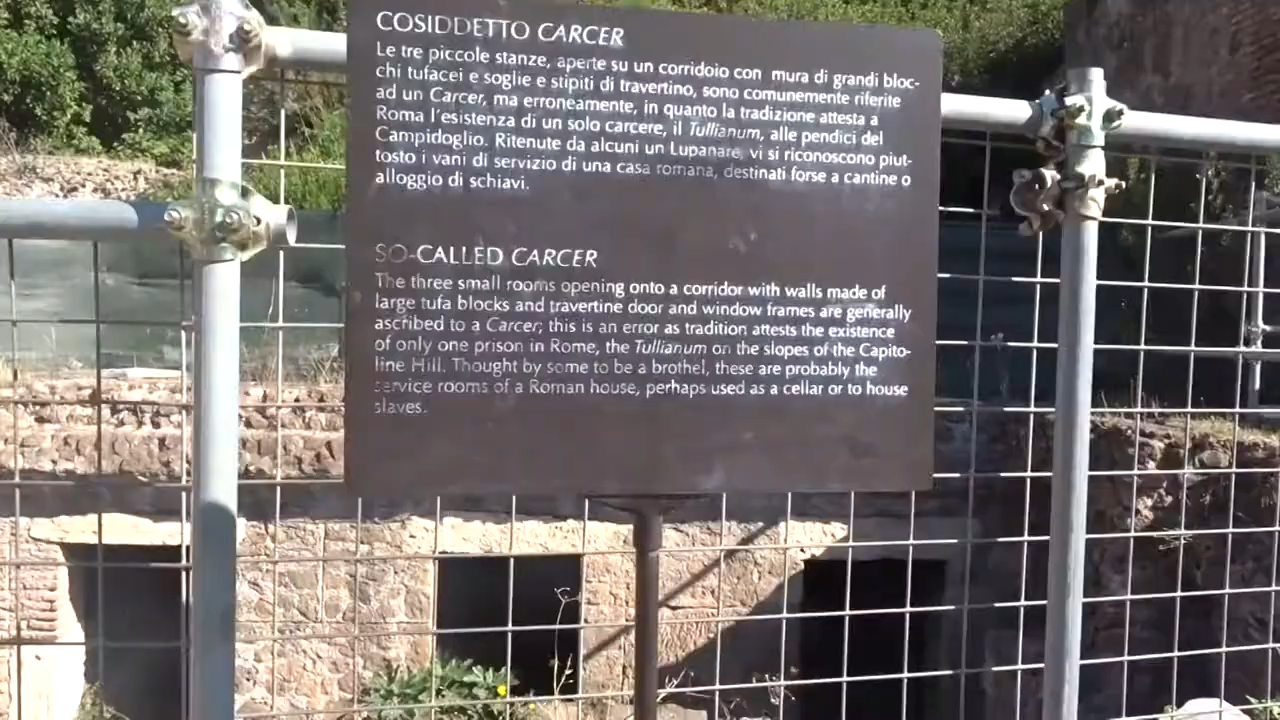 COSIDDETTO CARCER
Le tre piccole stanze, aperte su un corridoio con mura di grandi bloc-
chi tufacei e soglie e stipiti di travertino, sono comunemente riferite
ad un Carcer, ma erroneamente, in quanto la tradizione attesta a
Roma l'esistenza di un solo carcere, il Tullianum, alle pendici del
Campidoglio. Ritenute da alcuni un Lupanare, vi si riconoscono piut-
tosto i vani di servizio di una casa romana, destinati forse a cantine o
alloggio di schiavi.
SO-CALLED CARCER
The three small rooms opening onto a corridor with walls made of
large tufa blocks and travertine door and window frames are generally
ascribed to a Carcer; this is an error as tradition attests the existence
of only one prison in Rome, the Tullianum on the slopes of the Capito-
line Hill. Thought by some to be a brothel, these are probably the
service rooms of a Roman house, perhaps used as a cellar or to house
slaves.